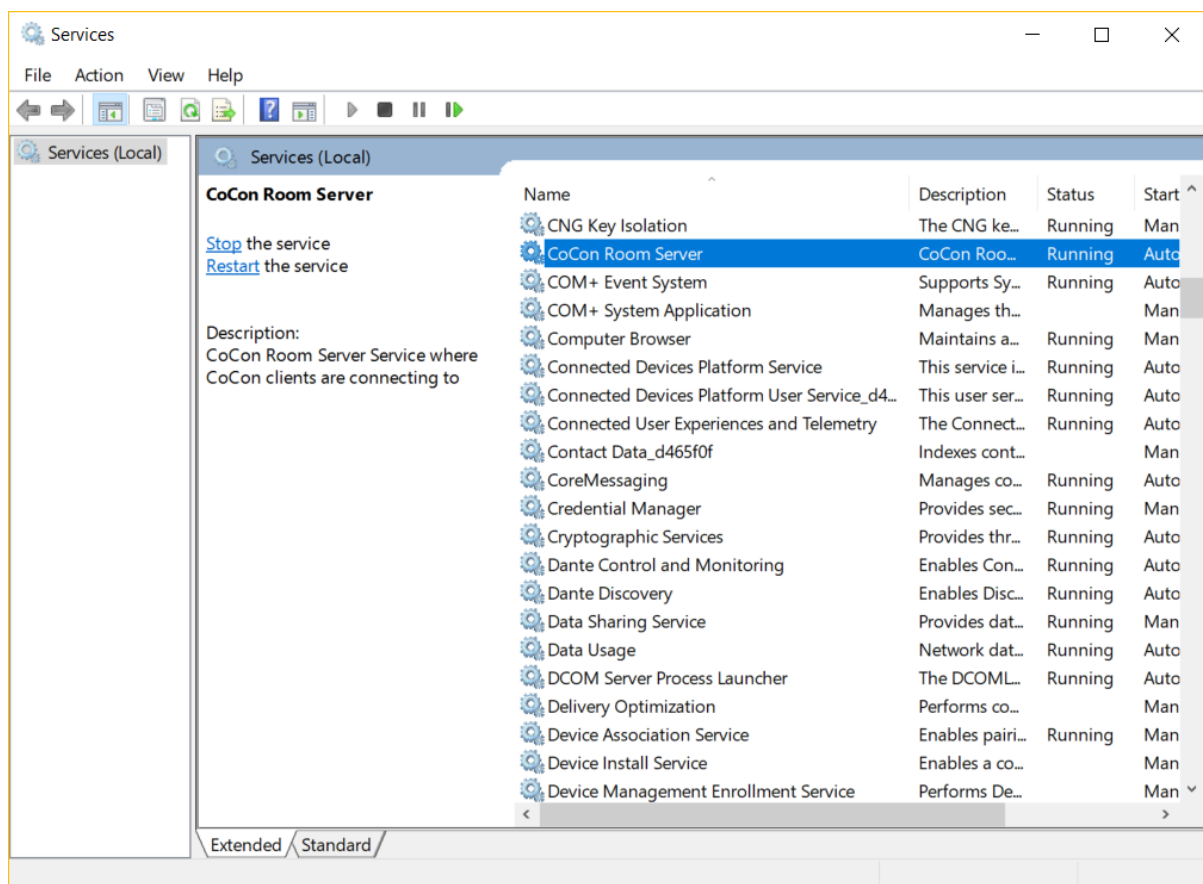 Services
File Action View Help
Services (Local)
Services (Local)
CoCon Room Server
Stop the service
Restart the service
Description:
CoCon Room Server Service where
CoCon clients are connecting to
Name Description Status Start
CNG Key Isolation The CNG ke... Running Man
CoCon Room Server CoCon Roo... Running Auto
COM+ Event System Supports Sy... Running Auto
COM+ System Application Manages th... Man
Computer Browser Maintains a... Running Man
Connected Devices Platform Service This service i... Running Auto
Connected Devices Platform User Service_d4... This user ser... Running Auto
Connected User Experiences and Telemetry The Connect... Running Auto
Contact Data_d465f0f Indexes cont... Man
CoreMessaging Manages co... Running Auto
Credential Manager Provides sec... Running Man
Cryptographic Services Provides thr... Running Auto
Dante Control and Monitoring Enables Con... Running Auto
Dante Discovery Enables Disc... Running Auto
Data Sharing Service Provides dat... Running Man
Data Usage Network dat... Running Auto
DCOM Server Process Launcher The DCOML... Running Auto
Delivery Optimization Performs co... Man
Device Association Service Enables pairi... Running Man
Device Install Service Enables a co... Man
Device Management Enrollment Service Performs De... Man
Extended Standard